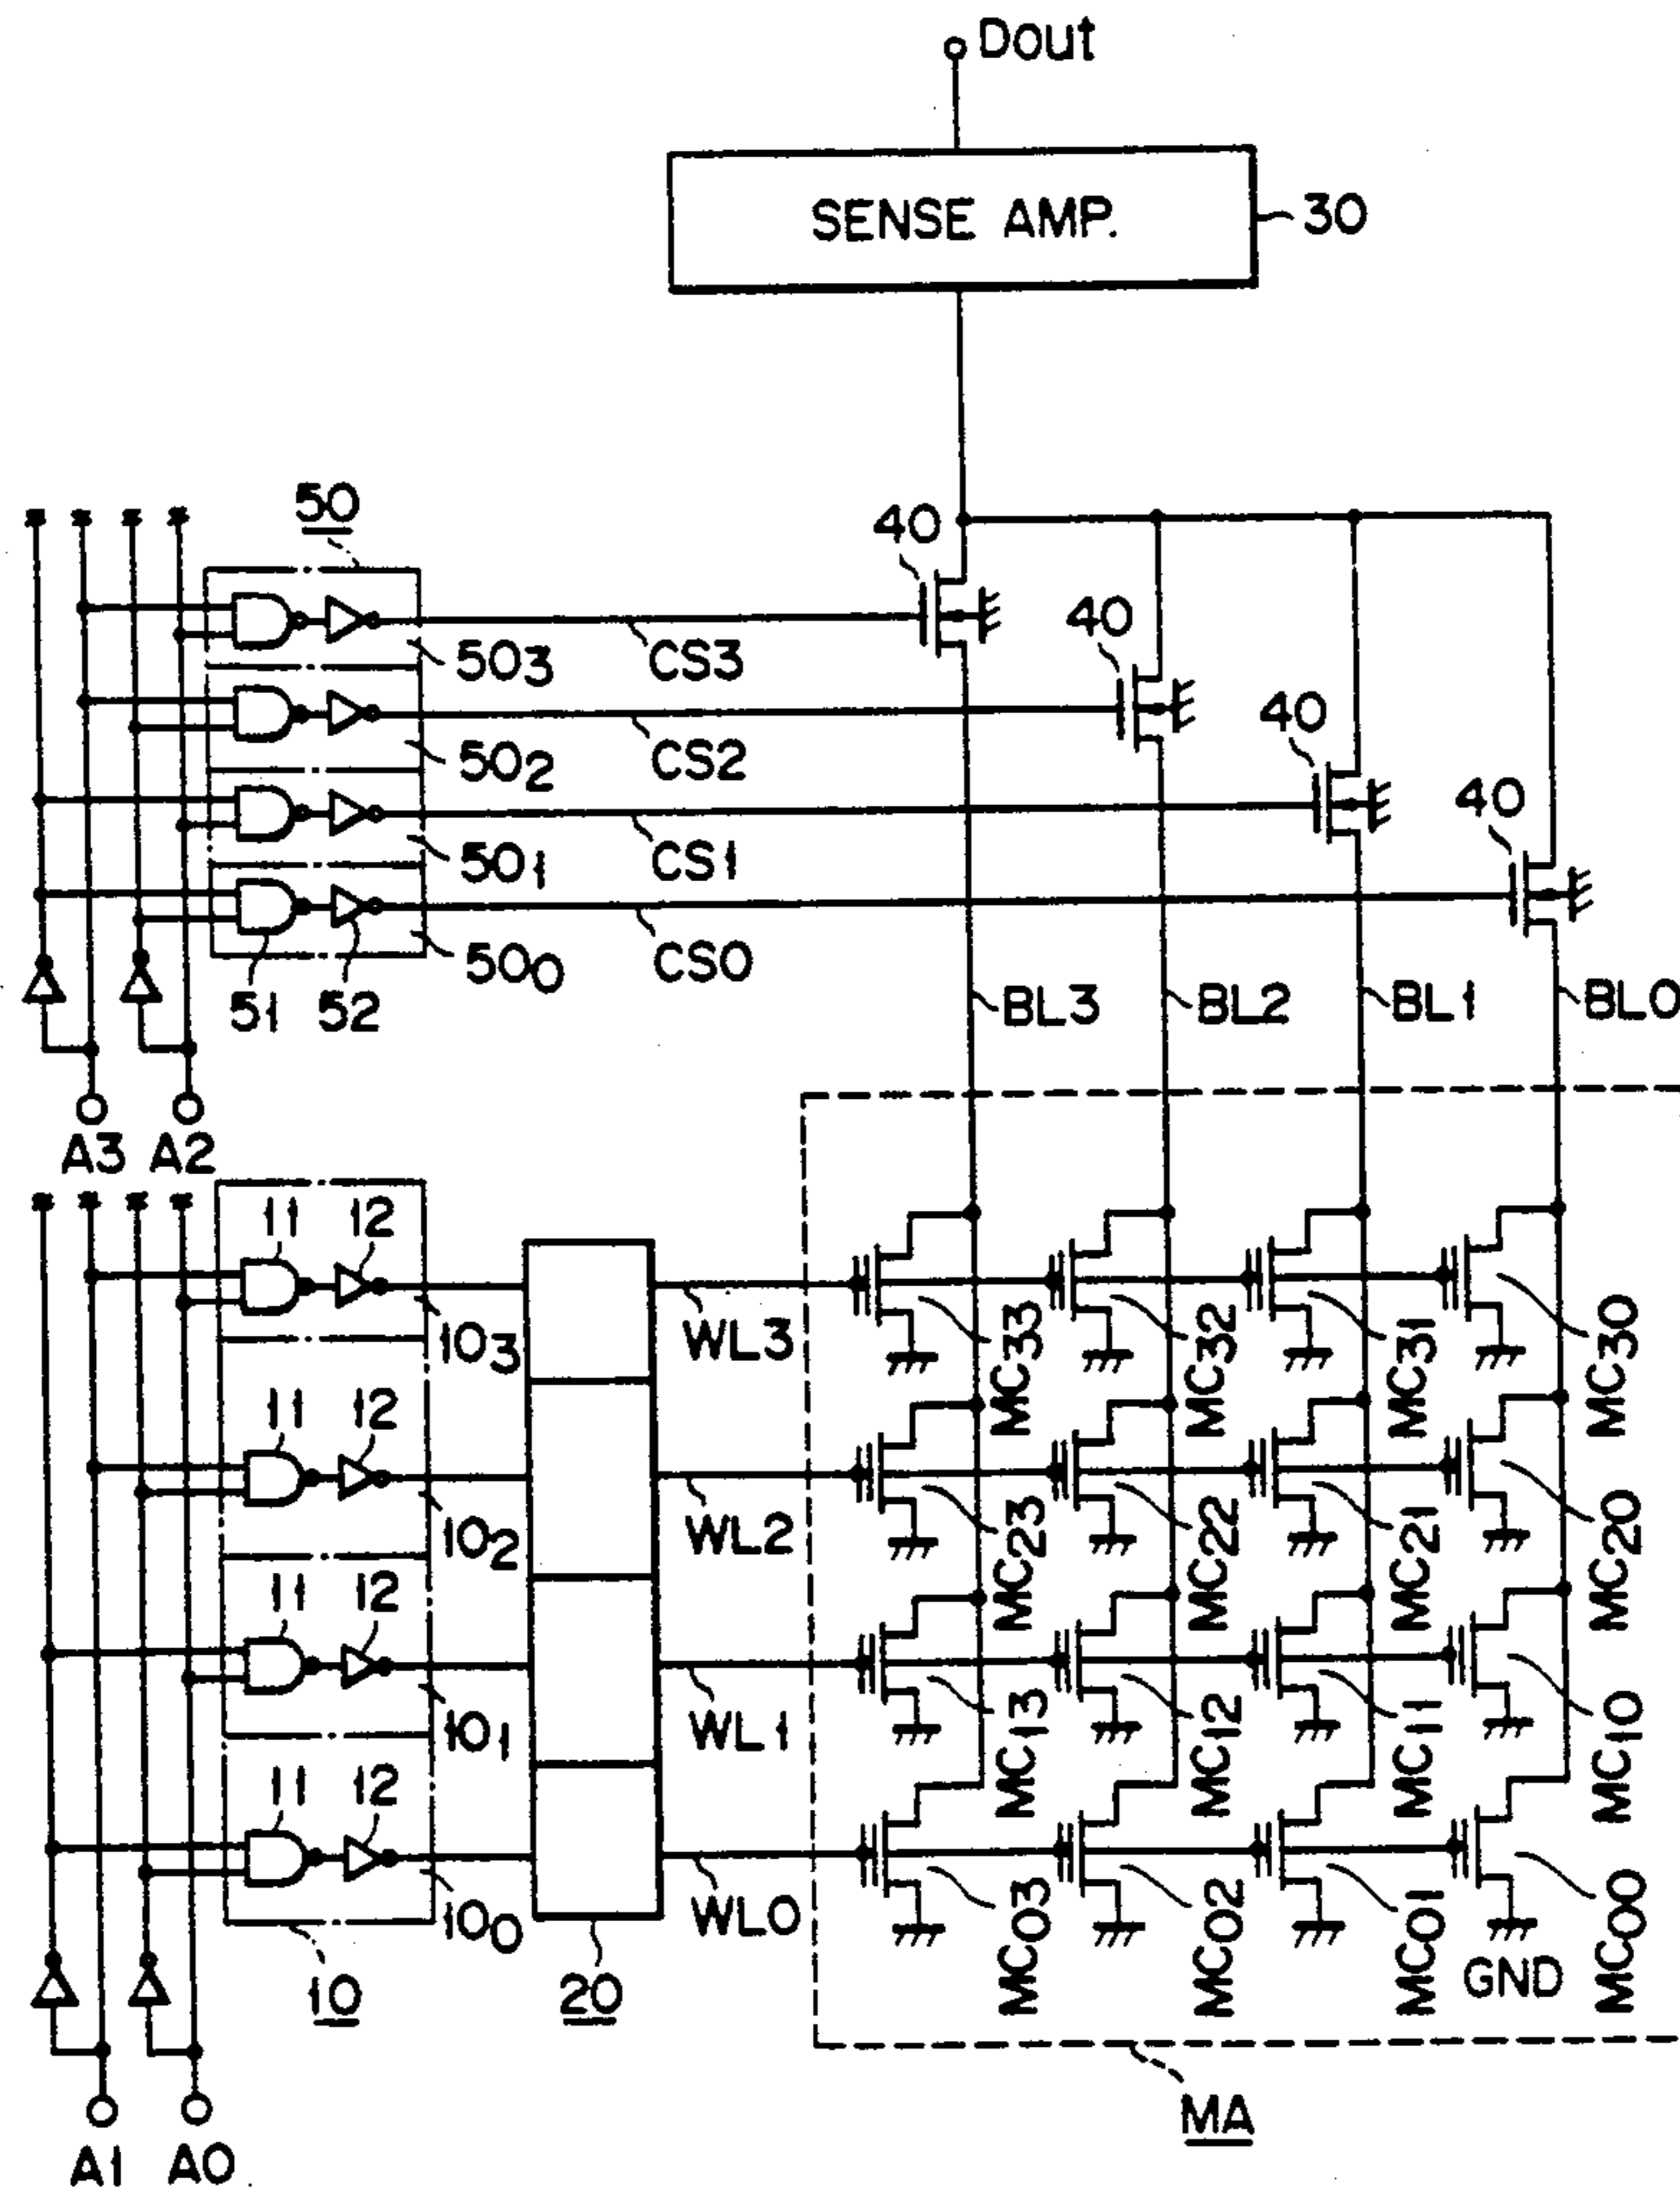 Dout
SENSE AMP.
30
50
40
40
40
40
50₃
CS3
50₂
CS2
50₁
CS1
50₀
CS0
51
52
BL3
BL2
BL1
BL0
A3
A2
11
12
10₃
WL3
MC33
MC32
MC31
MC30
11
12
10₂
WL2
MC23
MC22
MC21
MC20
11
12
10₁
WL1
MC13
MC12
MC11
MC10
11
12
10₀
WL0
MC03
MC02
MC01
MC00
GND
10
20
MA
A1
A0